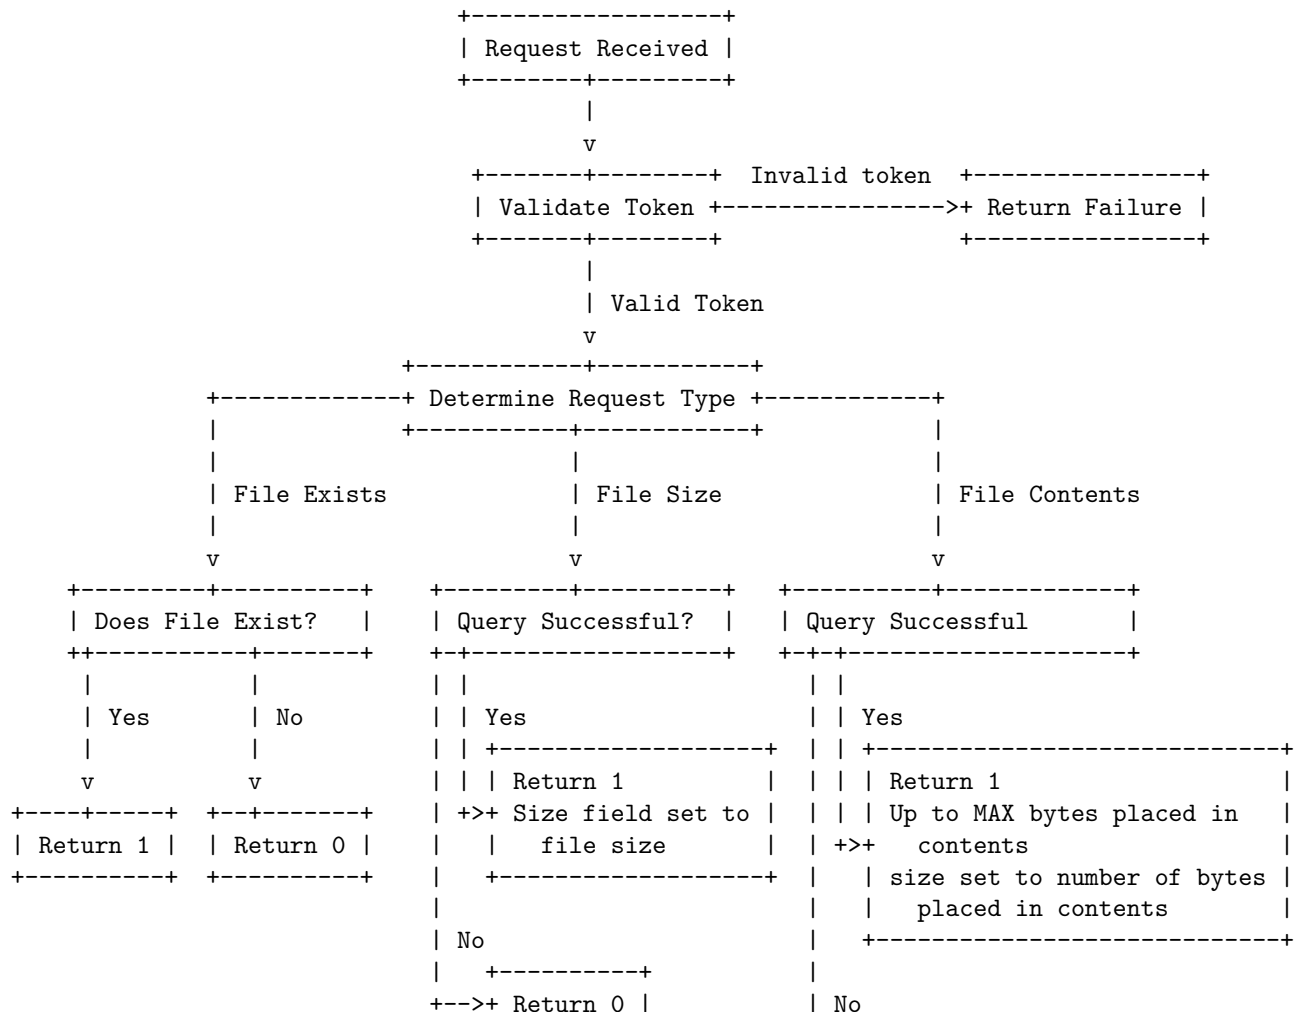 Request Received
Invalid token
Validate Token
Return Failure
Valid Token
Determine Request Type
File Exists
File Size
File Contents
Does File Exist?
Query Successful?
Query Successful
Yes
No
Yes
Yes
Return 1
Size field set to
file size
Return 1
Up to MAX bytes placed in
contents
size set to number of bytes
placed in contents
Return 1
Return 0
No
Return 0
No